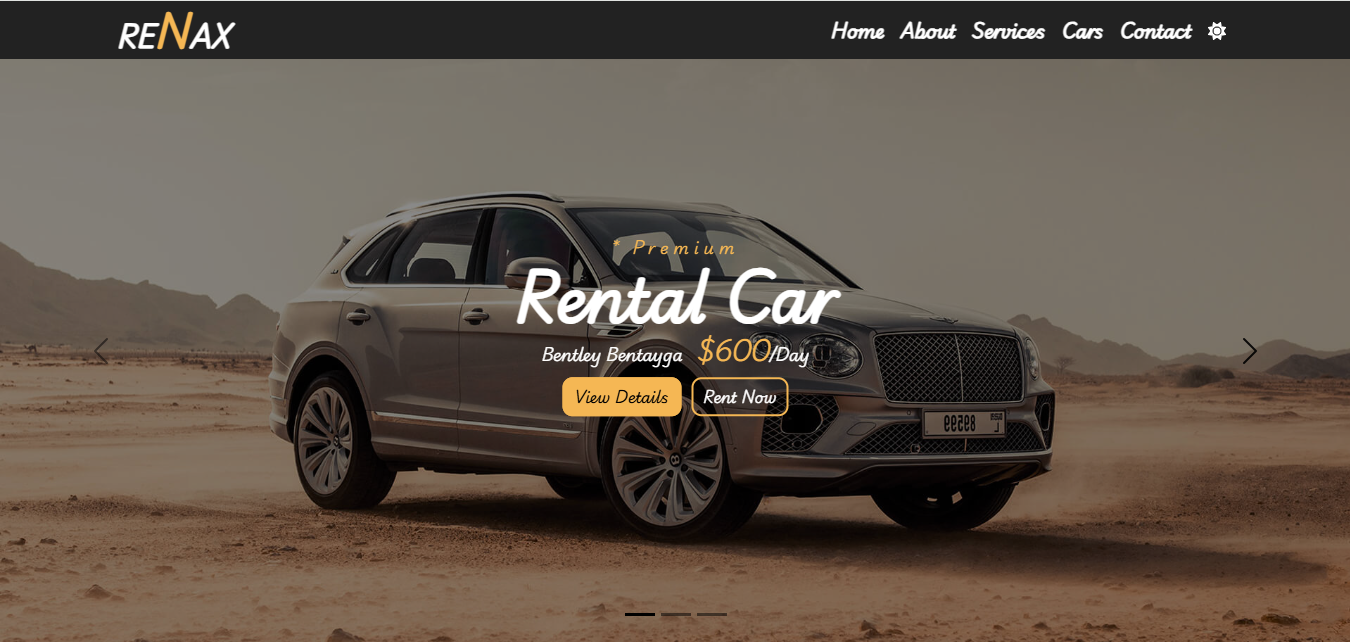 RENAX
Home About Services Cars Contact
* Premium
Rental Car
Bentley Bentayga $600/Day
View Details Rent Now